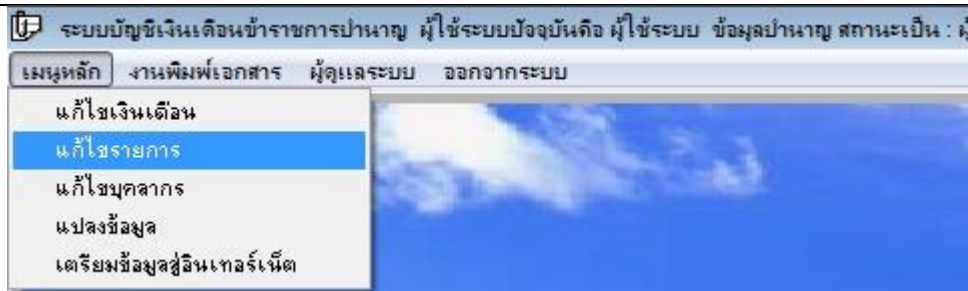 ระบบบัญชีเงินเดือนข้าราชการบำนาญ ผู้ใช้ระบบปัจจุบันคือ ผู้ใช้ระบบ ข้อมูลบำนาญ สถานะเป็น :
เมนูหลัก งานพิมพ์เอกสาร ผู้ดูแลระบบ ออกจากระบบ
แก้ไขเงินเดือน
แก้ไขรายการ
แก้ไขบุคลากร
แปลงข้อมูล
เตรียมข้อมูลสู่อินเทอร์เน็ต